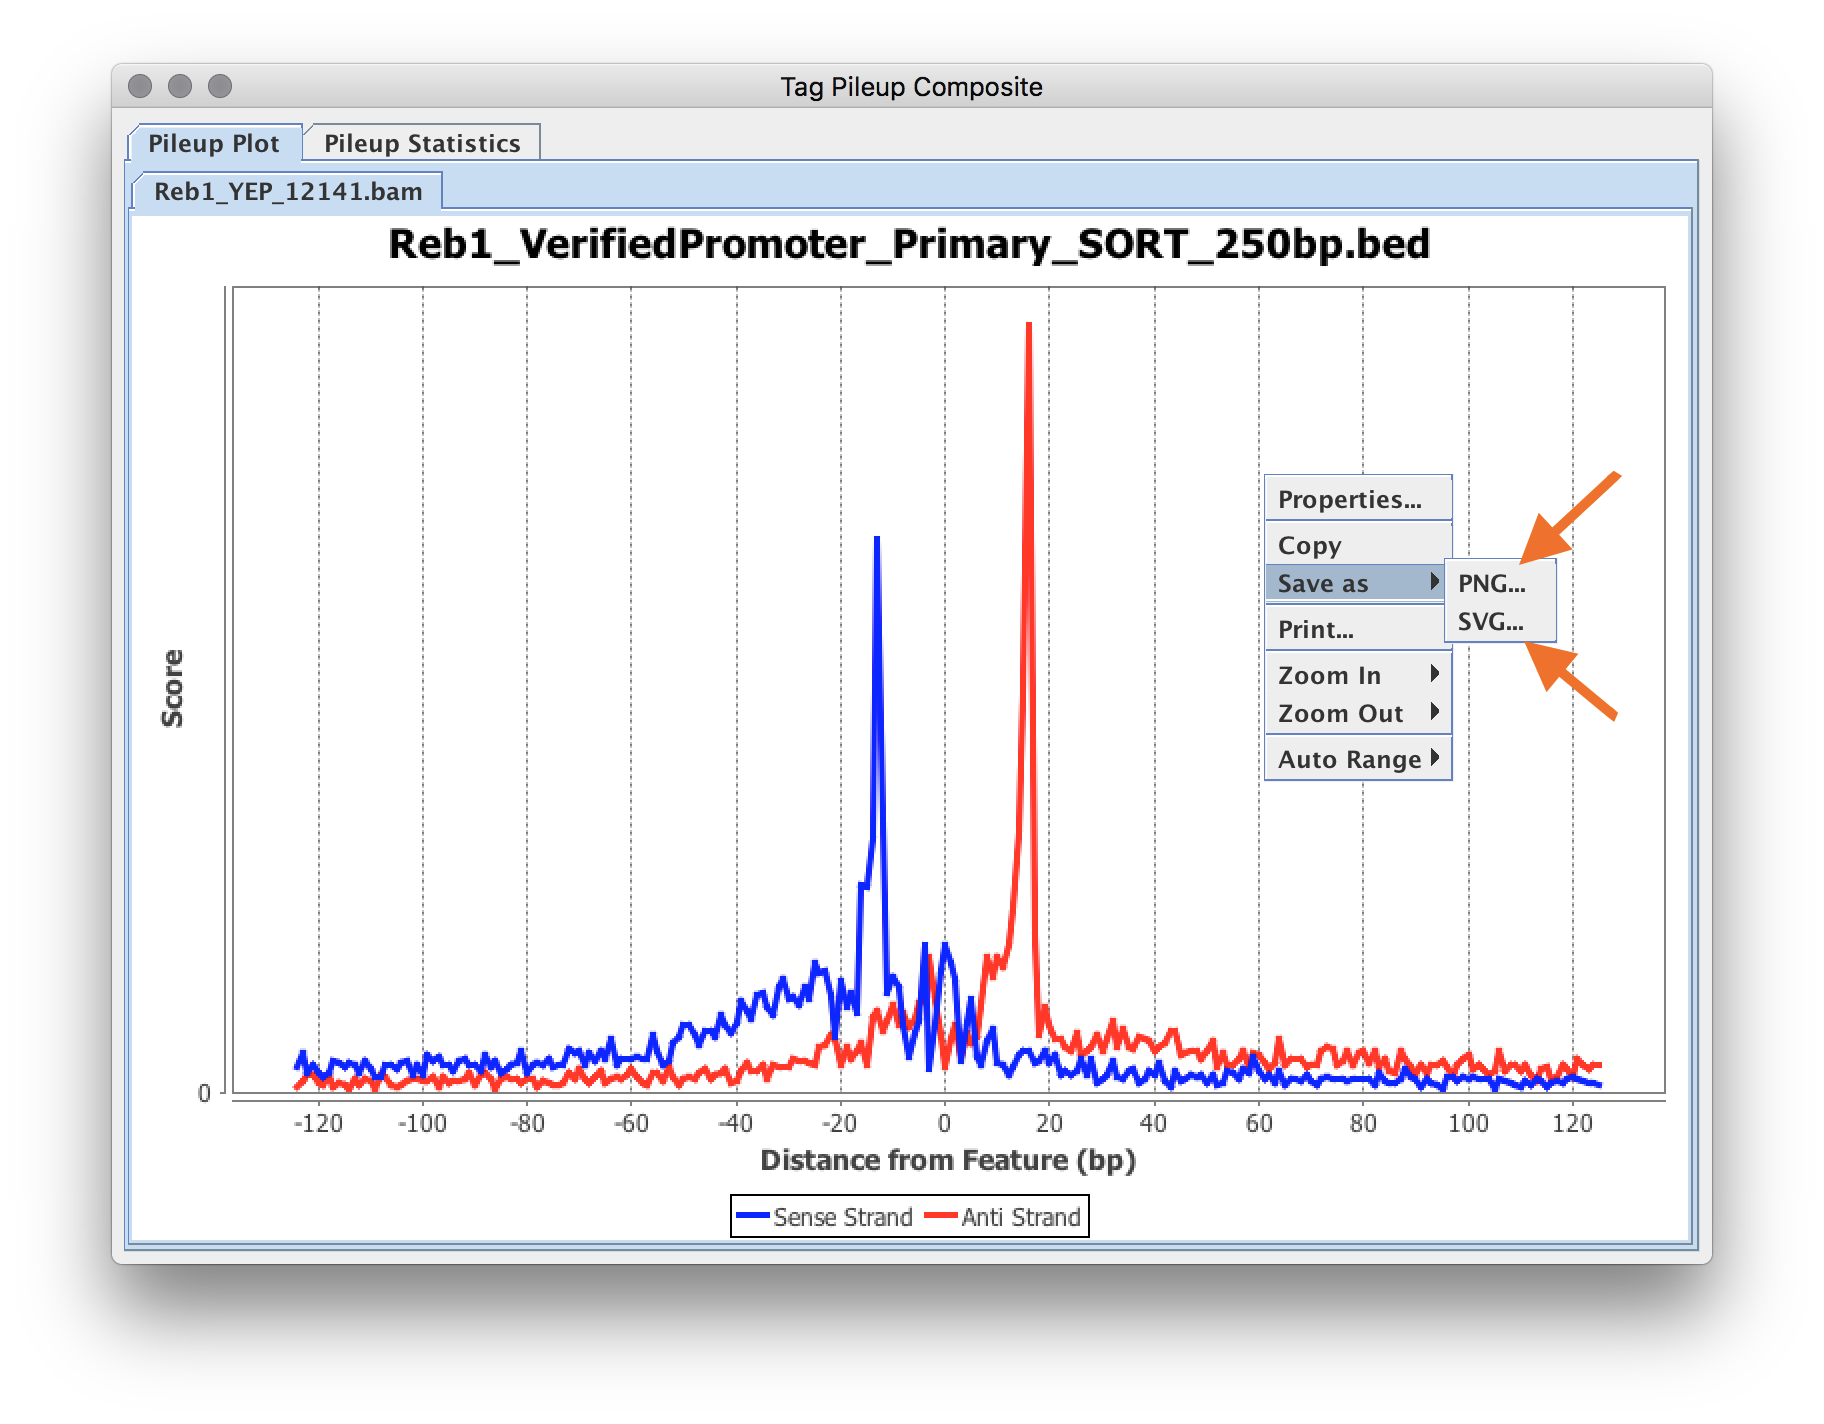 Tag Pileup Composite
Pileup Plot Pileup Statistics
Reb1_YEP_12141.bam
Reb1_VerifiedPromoter_Primary_SORT_250bp.bed
Score
0
Properties...
Copy
Save as
PNG...
SVG...
Print...
Zoom In
Zoom Out
Auto Range
-120 -100 -80 -60 -40 -20 0 20 40 60 80 100 120
Distance from Feature (bp)
Sense Strand Anti Strand